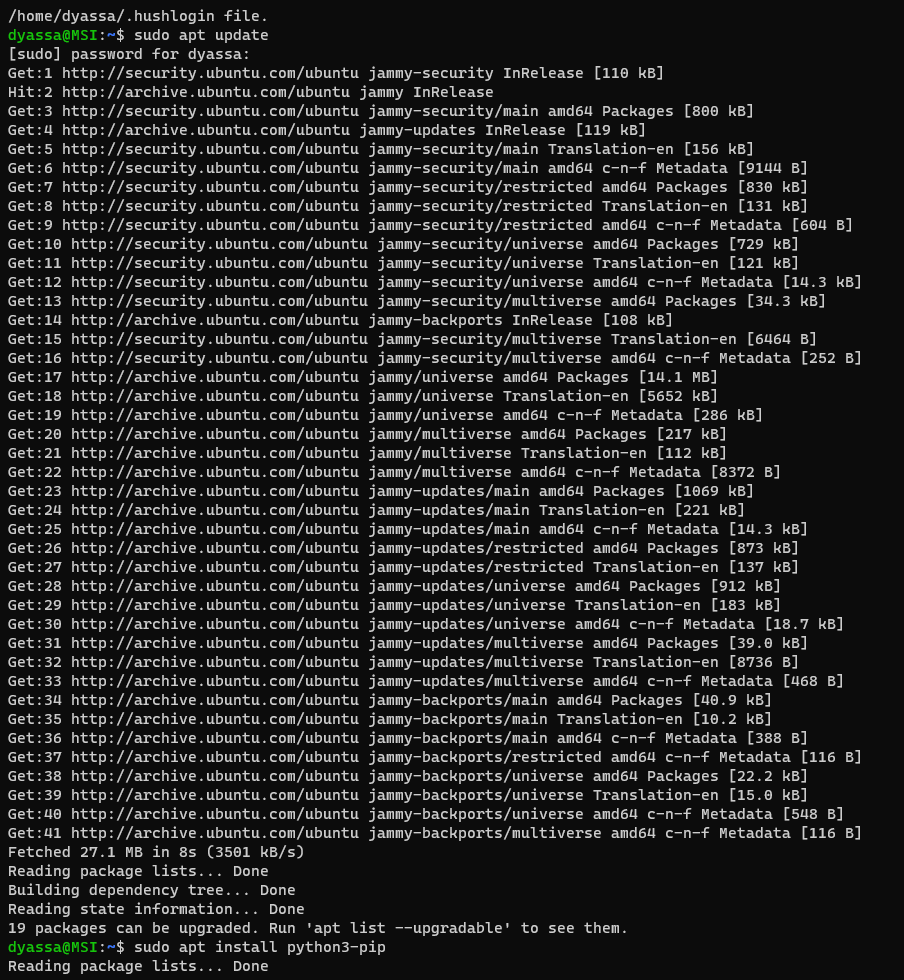 /home/dyassa/.hushlogin file.
dyassa@MSI:~$ sudo apt update
[sudo] password for dyassa:
Get:1 http://security.ubuntu.com/ubuntu jammy-security InRelease [110 kB]
Hit:2 http://archive.ubuntu.com/ubuntu jammy InRelease
Get:3 http://security.ubuntu.com/ubuntu jammy-security/main amd64 Packages [800 kB]
Get:4 http://archive.ubuntu.com/ubuntu jammy-updates InRelease [119 kB]
Get:5 http://security.ubuntu.com/ubuntu jammy-security/main Translation-en [156 kB]
Get:6 http://security.ubuntu.com/ubuntu jammy-security/main amd64 c-n-f Metadata [9144 B]
Get:7 http://security.ubuntu.com/ubuntu jammy-security/restricted amd64 Packages [830 kB]
Get:8 http://security.ubuntu.com/ubuntu jammy-security/restricted Translation-en [131 kB]
Get:9 http://security.ubuntu.com/ubuntu jammy-security/restricted amd64 c-n-f Metadata [604 B]
Get:10 http://security.ubuntu.com/ubuntu jammy-security/universe amd64 Packages [729 kB]
Get:11 http://security.ubuntu.com/ubuntu jammy-security/universe Translation-en [121 kB]
Get:12 http://security.ubuntu.com/ubuntu jammy-security/universe amd64 c-n-f Metadata [14.3 kB]
Get:13 http://security.ubuntu.com/ubuntu jammy-security/multiverse amd64 Packages [34.3 kB]
Get:14 http://archive.ubuntu.com/ubuntu jammy-backports InRelease [108 kB]
Get:15 http://security.ubuntu.com/ubuntu jammy-security/multiverse Translation-en [6464 B]
Get:16 http://security.ubuntu.com/ubuntu jammy-security/multiverse amd64 c-n-f Metadata [252 B]
Get:17 http://archive.ubuntu.com/ubuntu jammy/universe amd64 Packages [14.1 MB]
Get:18 http://archive.ubuntu.com/ubuntu jammy/universe Translation-en [5652 kB]
Get:19 http://archive.ubuntu.com/ubuntu jammy/universe amd64 c-n-f Metadata [286 kB]
Get:20 http://archive.ubuntu.com/ubuntu jammy/multiverse amd64 Packages [217 kB]
Get:21 http://archive.ubuntu.com/ubuntu jammy/multiverse Translation-en [112 kB]
Get:22 http://archive.ubuntu.com/ubuntu jammy/multiverse amd64 c-n-f Metadata [8372 B]
Get:23 http://archive.ubuntu.com/ubuntu jammy-updates/main amd64 Packages [1069 kB]
Get:24 http://archive.ubuntu.com/ubuntu jammy-updates/main Translation-en [221 kB]
Get:25 http://archive.ubuntu.com/ubuntu jammy-updates/main amd64 c-n-f Metadata [14.3 kB]
Get:26 http://archive.ubuntu.com/ubuntu jammy-updates/restricted amd64 Packages [873 kB]
Get:27 http://archive.ubuntu.com/ubuntu jammy-updates/restricted Translation-en [137 kB]
Get:28 http://archive.ubuntu.com/ubuntu jammy-updates/universe amd64 Packages [912 kB]
Get:29 http://archive.ubuntu.com/ubuntu jammy-updates/universe Translation-en [183 kB]
Get:30 http://archive.ubuntu.com/ubuntu jammy-updates/universe amd64 c-n-f Metadata [18.7 kB]
Get:31 http://archive.ubuntu.com/ubuntu jammy-updates/multiverse amd64 Packages [39.0 kB]
Get:32 http://archive.ubuntu.com/ubuntu jammy-updates/multiverse Translation-en [8736 B]
Get:33 http://archive.ubuntu.com/ubuntu jammy-updates/multiverse amd64 c-n-f Metadata [468 B]
Get:34 http://archive.ubuntu.com/ubuntu jammy-backports/main amd64 Packages [40.9 kB]
Get:35 http://archive.ubuntu.com/ubuntu jammy-backports/main Translation-en [10.2 kB]
Get:36 http://archive.ubuntu.com/ubuntu jammy-backports/main amd64 c-n-f Metadata [388 B]
Get:37 http://archive.ubuntu.com/ubuntu jammy-backports/restricted amd64 c-n-f Metadata [116 B]
Get:38 http://archive.ubuntu.com/ubuntu jammy-backports/universe amd64 Packages [22.2 kB]
Get:39 http://archive.ubuntu.com/ubuntu jammy-backports/universe Translation-en [15.0 kB]
Get:40 http://archive.ubuntu.com/ubuntu jammy-backports/universe amd64 c-n-f Metadata [548 B]
Get:41 http://archive.ubuntu.com/ubuntu jammy-backports/multiverse amd64 c-n-f Metadata [116 B]
Fetched 27.1 MB in 8s (3501 kB/s)
Reading package lists... Done
Building dependency tree... Done
Reading state information... Done
19 packages can be upgraded. Run 'apt list --upgradable' to see them.
dyassa@MSI:~$ sudo apt install python3-pip
Reading package lists... Done